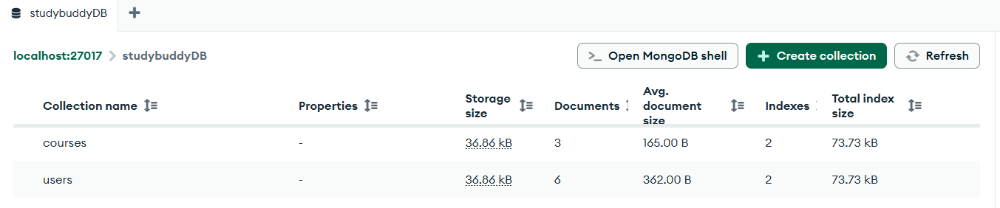 studybuddyDB
localhost:27017 studybuddyDB
Open MongoDB shell
Create collection
Refresh
Collection name Properties Storage size Documents Avg. document size Indexes Total index size
courses - 36.86 kB 3 165.00 B 2 73.73 kB
users - 36.86 kB 6 362.00 B 2 73.73 kB